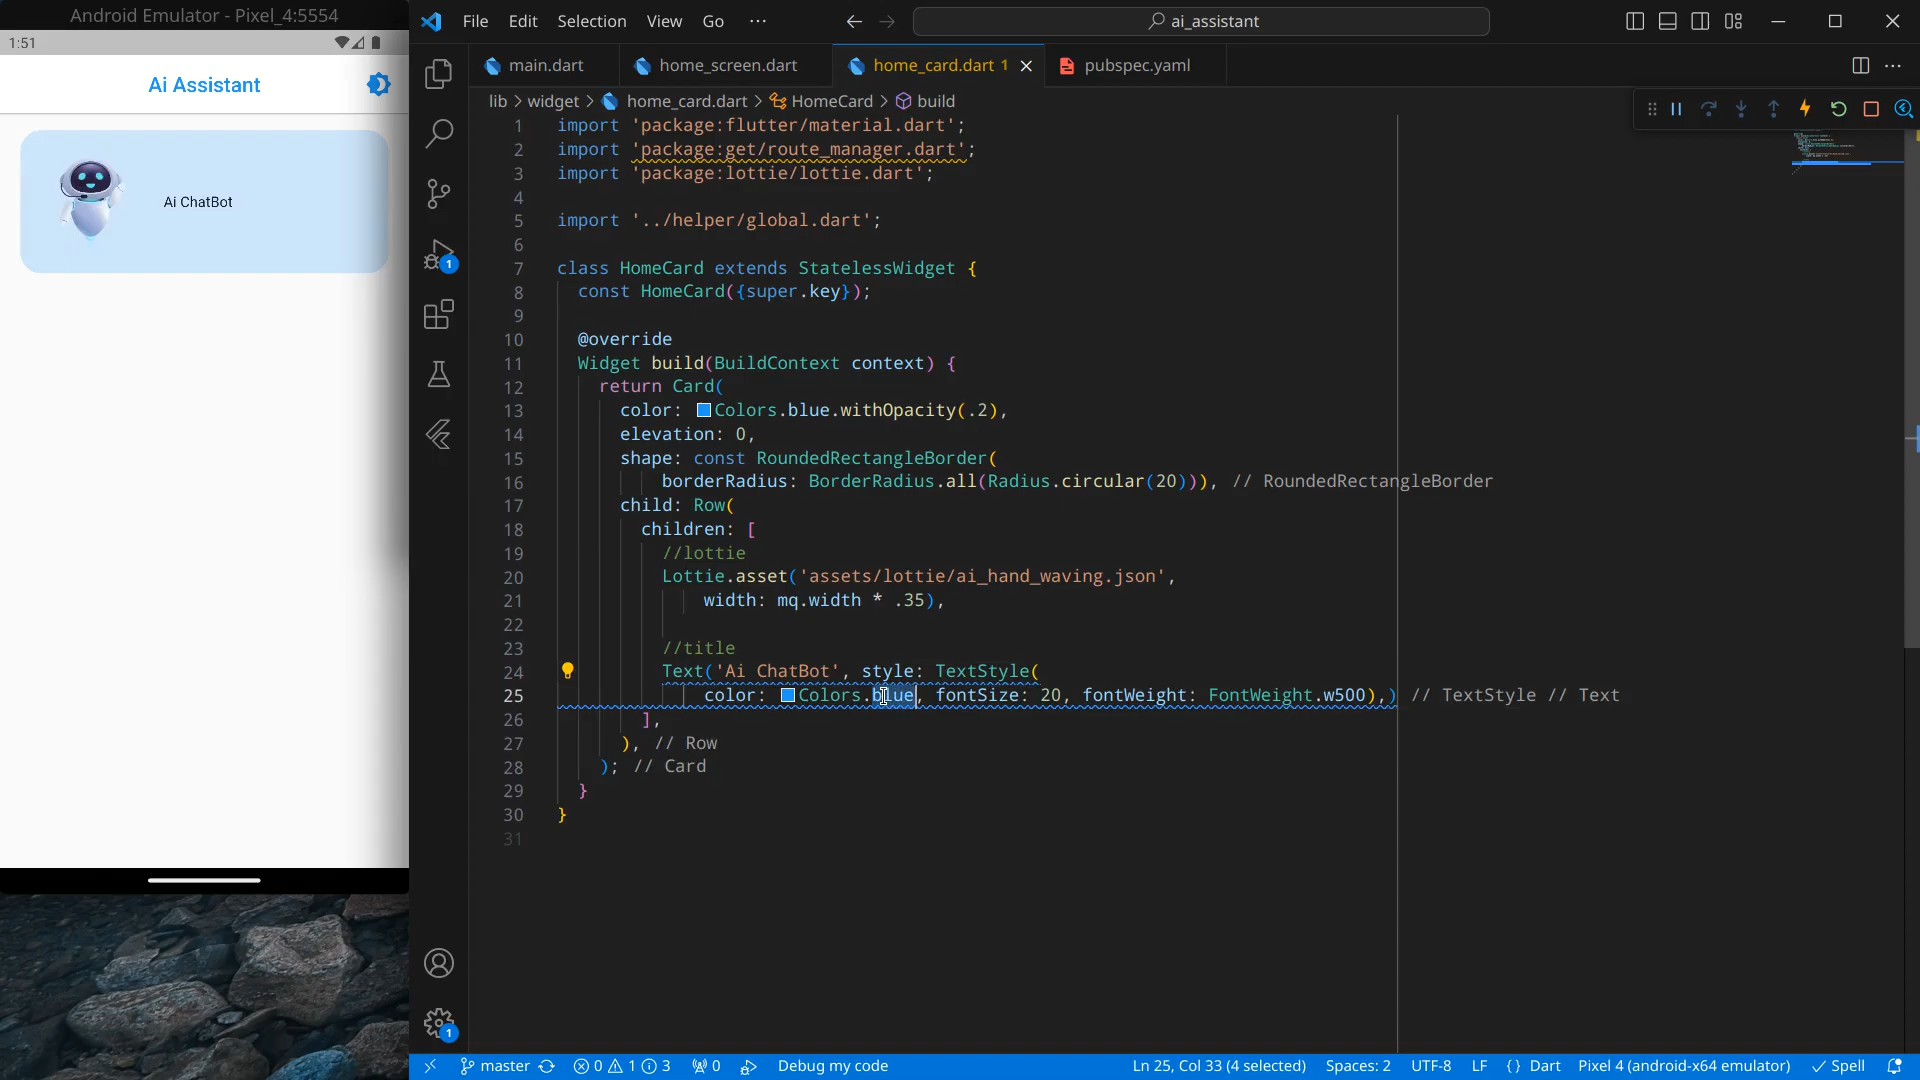 Android Emulator - Pixel_4:5554
1:51
Ai Assistant
Ai ChatBot
File Edit Selection View Go ···
ai_assistant
main.dart
home_screen.dart
home_card.dart 1
pubspec.yaml
lib > widget > home_card.dart > HomeCard > build
1 import 'package:flutter/material.dart';
2 import 'package:get/route_manager.dart';
3 import 'package:lottie/lottie.dart';
4
5 import '../helper/global.dart';
6
7 class HomeCard extends StatelessWidget {
8 const HomeCard({super.key});
9
10 @override
11 Widget build(BuildContext context) {
12 return Card(
13 color: Colors.blue.withOpacity(.2),
14 elevation: 0,
15 shape: const RoundedRectangleBorder(
16 borderRadius: BorderRadius.all(Radius.circular(20))), // RoundedRectangleBorder
17 child: Row(
18 children: [
19 //lottie
20 Lottie.asset('assets/lottie/ai_hand_waving.json',
21 width: mq.width * .35),
22
23 //title
24 Text('Ai ChatBot', style: TextStyle(
25 color: Colors.blue, fontSize: 20, fontWeight: FontWeight.w500),) // TextStyle // Text
26 ],
27 ), // Row
28 ); // Card
29 }
30 }
31
1
1
master 0 1 3 0 Debug my code Ln 25, Col 33 (4 selected) Spaces: 2 UTF-8 LF {} Dart Pixel 4 (android-x64 emulator) Spell